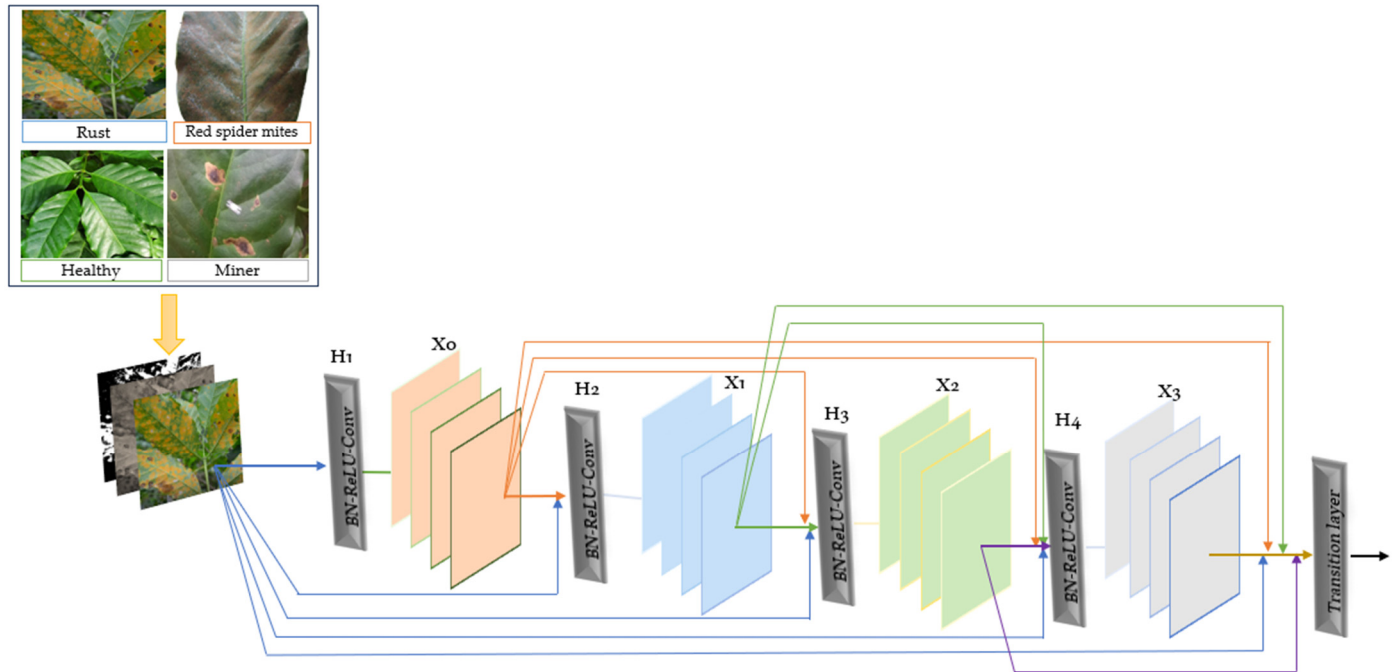 Rust
Red spider mites
Healthy
Miner
H1
X0
H2
X1
H3
X2
H4
X3
BN-ReLU-Conv
BN-ReLU-Conv
BN-ReLU-Conv
BN-ReLU-Conv
Transition layer